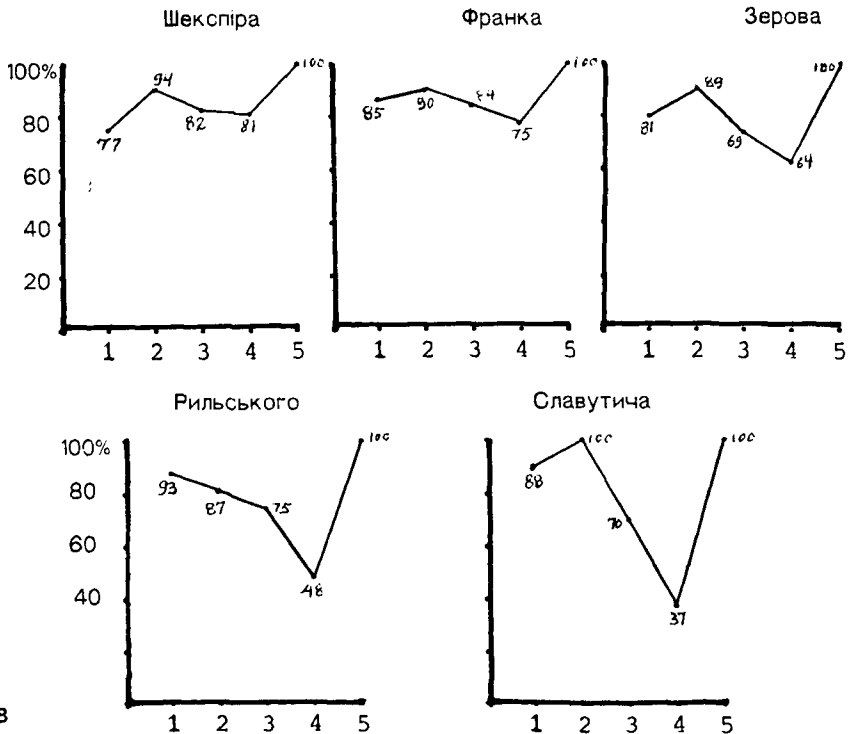 Шекспіра Франка Зерова
100% 94 100 90 100 89 100
80 77 82 81 85 84 75 81 69 64
60
40
20
1 2 3 4 5 1 2 3 4 5 1 2 3 4 5
Рильського Славутича
100% 100 100 100
80 93 87 75 88
60 70
40 48 37
1 2 3 4 5 1 2 3 4 5
в